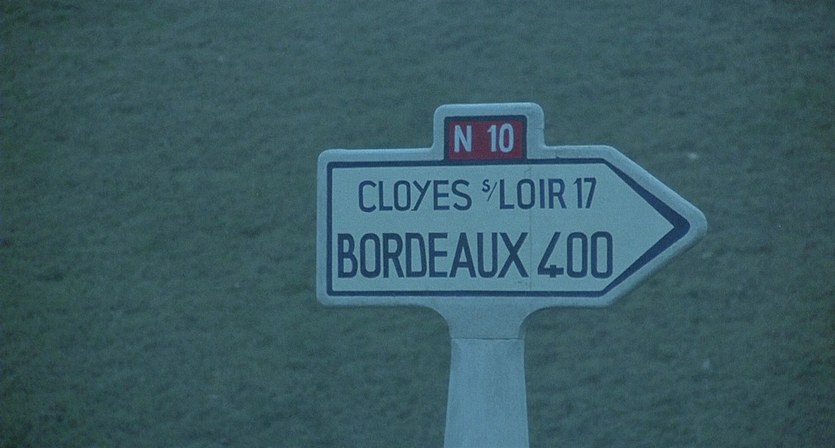 N 10
CLOYES S/LOIR 17
BORDEAUX 400